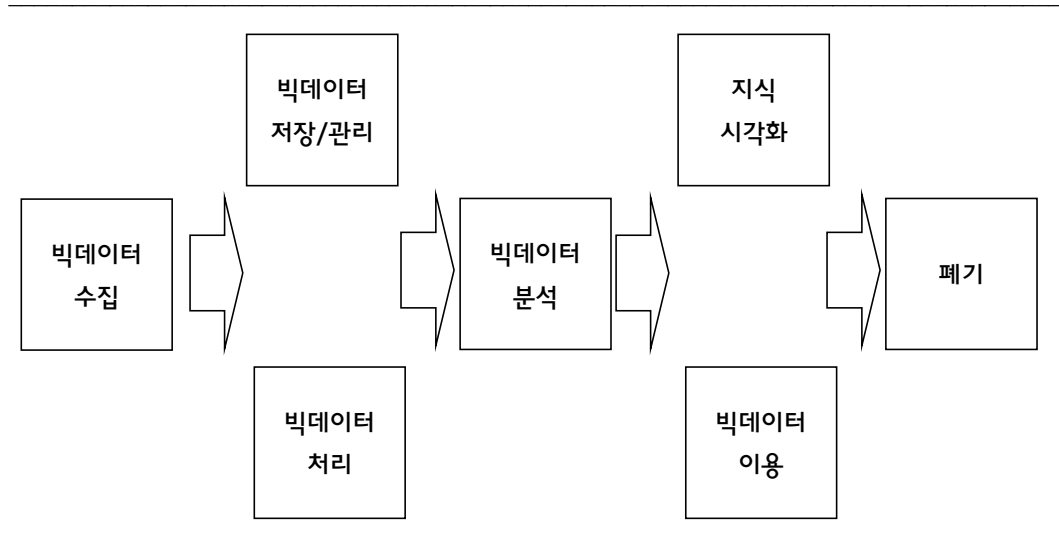 빅데이터
수집
빅데이터
저장/관리
빅데이터
처리
빅데이터
분석
지식
시각화
빅데이터
이용
폐기